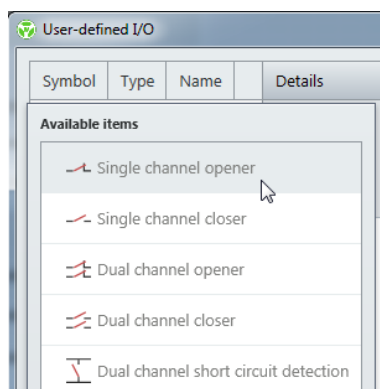 User-defined I/O
Symbol Type Name Details
Available items
Single channel opener
Single channel closer
Dual channel opener
Dual channel closer
Dual channel short circuit detection